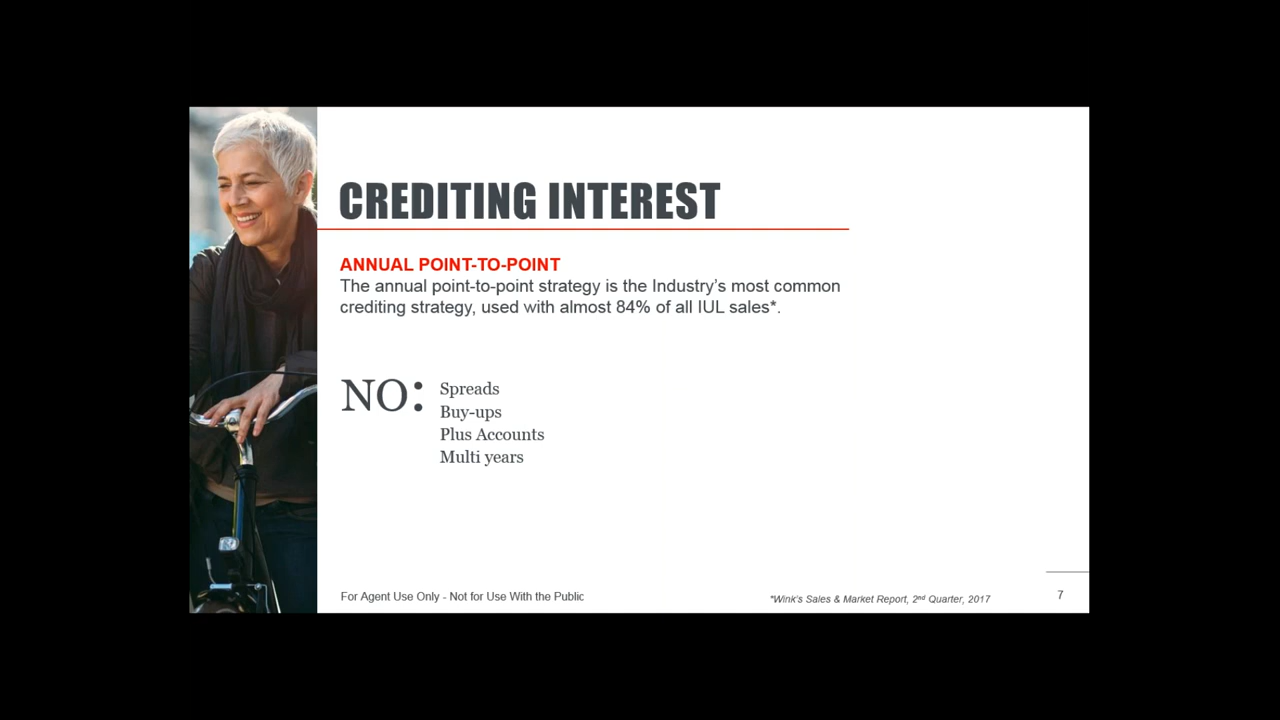 CREDITING INTEREST
ANNUAL POINT-TO-POINT
The annual point-to-point strategy is the Industry’s most common
crediting strategy, used with almost 84% of all IUL sales*.
NO:
Spreads
Buy-ups
Plus Accounts
Multi years
For Agent Use Only - Not for Use With the Public
*Wink's Sales & Market Report, 2nd Quarter, 2017
7